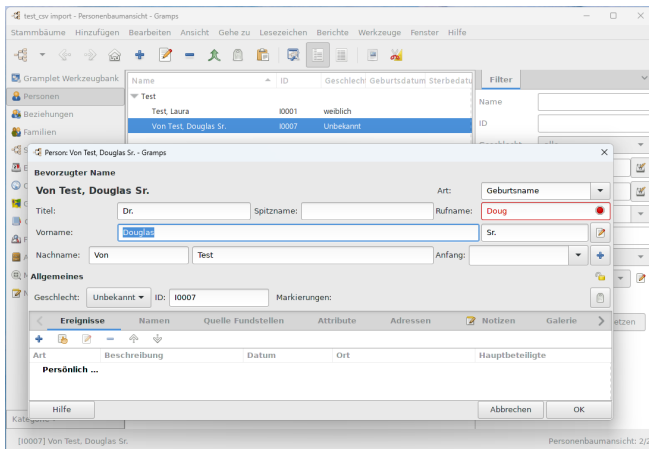 test_csv import - Personenbaumansicht - Gramps
Stammbäume Hinzufügen Bearbeiten Ansicht Gehe zu Lesezeichen Berichte Werkzeuge Fenster Hilfe
Gramplet Werkzeugbank
Personen
Beziehungen
Familien
Name ID Geschlecht Geburtsdatum Sterbedatu
Test
Test, Laura I0001 weiblich
Von Test, Douglas Sr. I0007 Unbekannt
Filter
Name
ID
Person: Von Test, Douglas Sr. - Gramps
Bevorzugter Name
Von Test, Douglas Sr. Art: Geburtsname
Titel: Dr. Spitzname: Rufname: Doug
Vorname: Douglas Sr.
Nachname: Von Test Anfang:
Allgemeines
Geschlecht: Unbekannt ID: I0007 Markierungen:
Ereignisse Namen Quelle Fundstellen Attribute Adressen Notizen Galerie
Art Beschreibung Datum Ort Hauptbeteiligte
Persönlich ...
Hilfe Abbrechen OK
etzen
[I0007] Von Test, Douglas Sr. Personenbaumansicht: 2/2